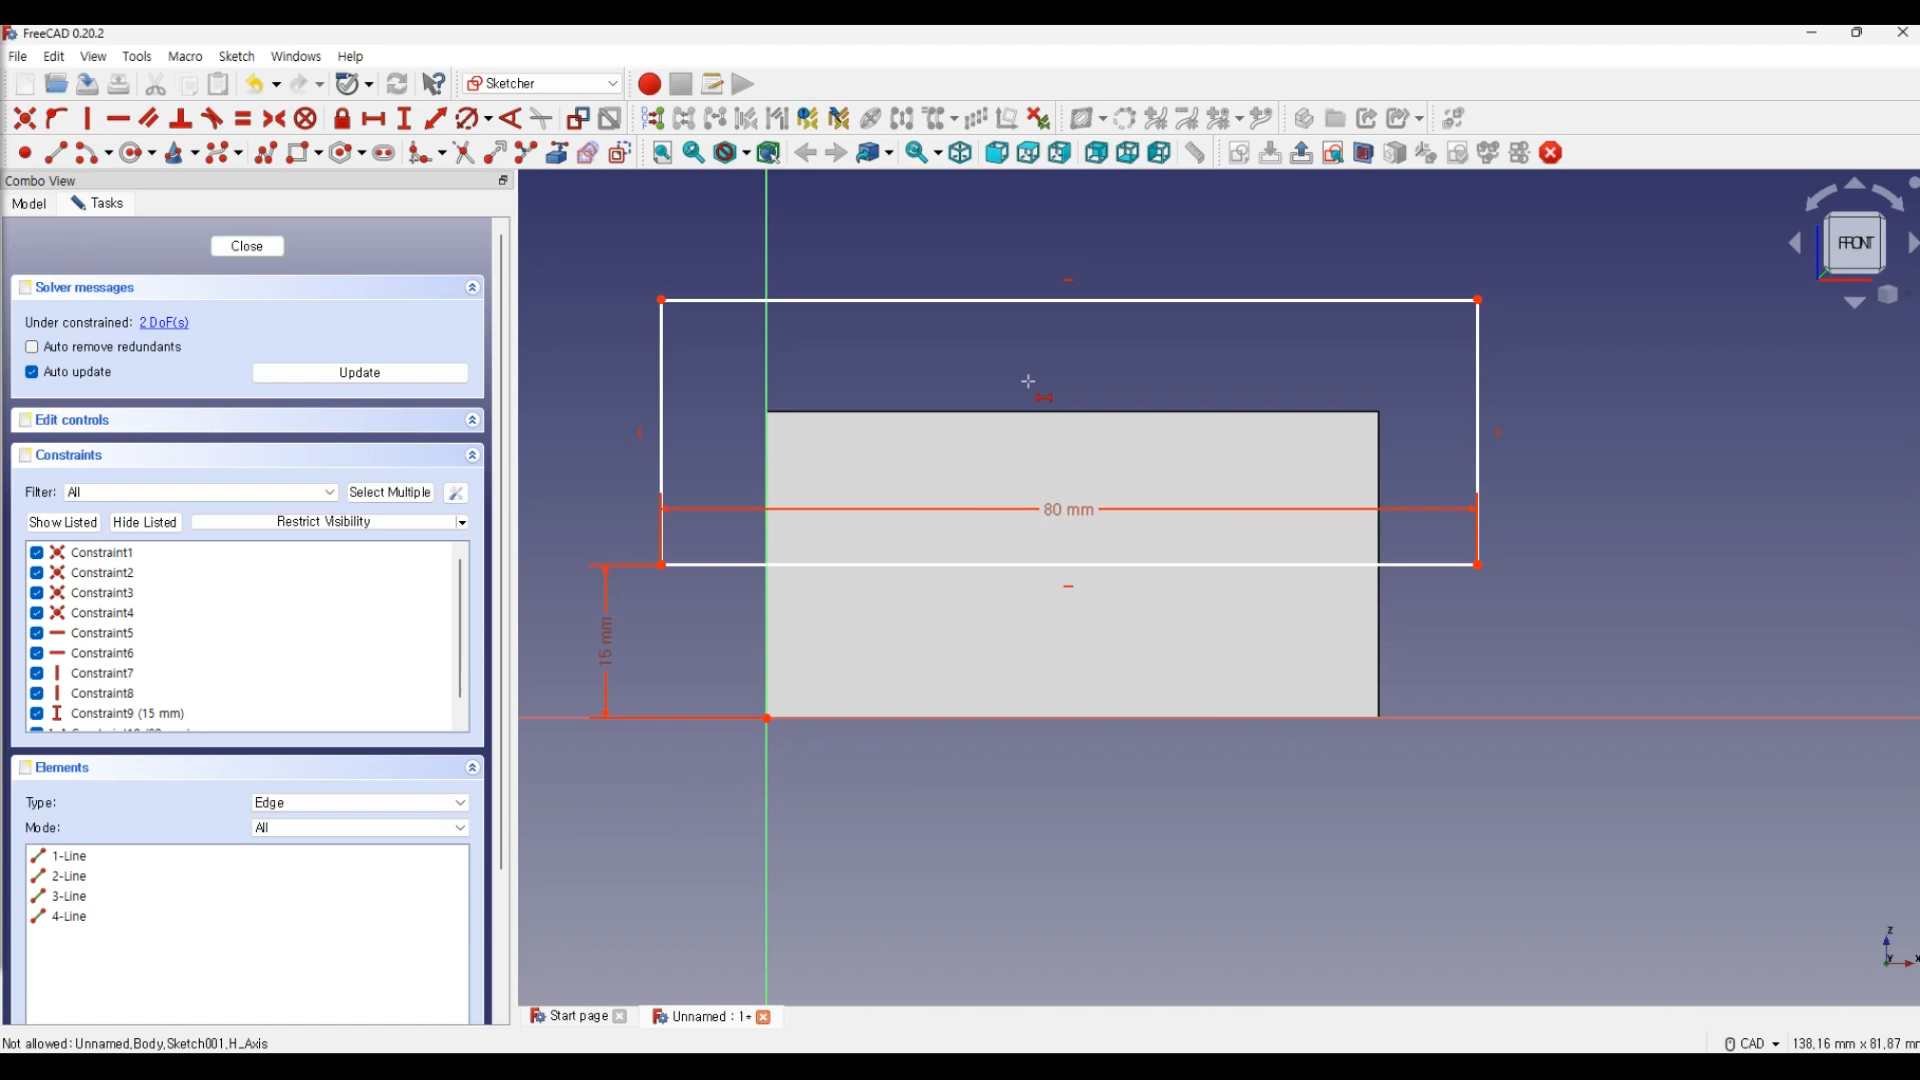 FreeCAD 0.20.2
File Edit View Tools Macro Sketch Windows Help
Sketcher
Combo View
Model Tasks
Close
Solver messages
Under constrained: 2 DoF(s)
Auto remove redundants
Auto update Update
Edit controls
Constraints
Filter: All Select Multiple
Show Listed Hide Listed Restrict Visibility
Constraint1
Constraint2
Constraint3
Constraint4
Constraint5
Constraint6
Constraint7
Constraint8
Constraint9 (15 mm)
Elements
Type: Edge
Mode: All
1-Line
2-Line
3-Line
4-Line
FRONT
80 mm
15 mm
Z
Y
X
Start page Unnamed : 1*
Not allowed: Unnamed,Body,Sketch001,H_Axis
CAD 138,16 mm x 81,87 mm